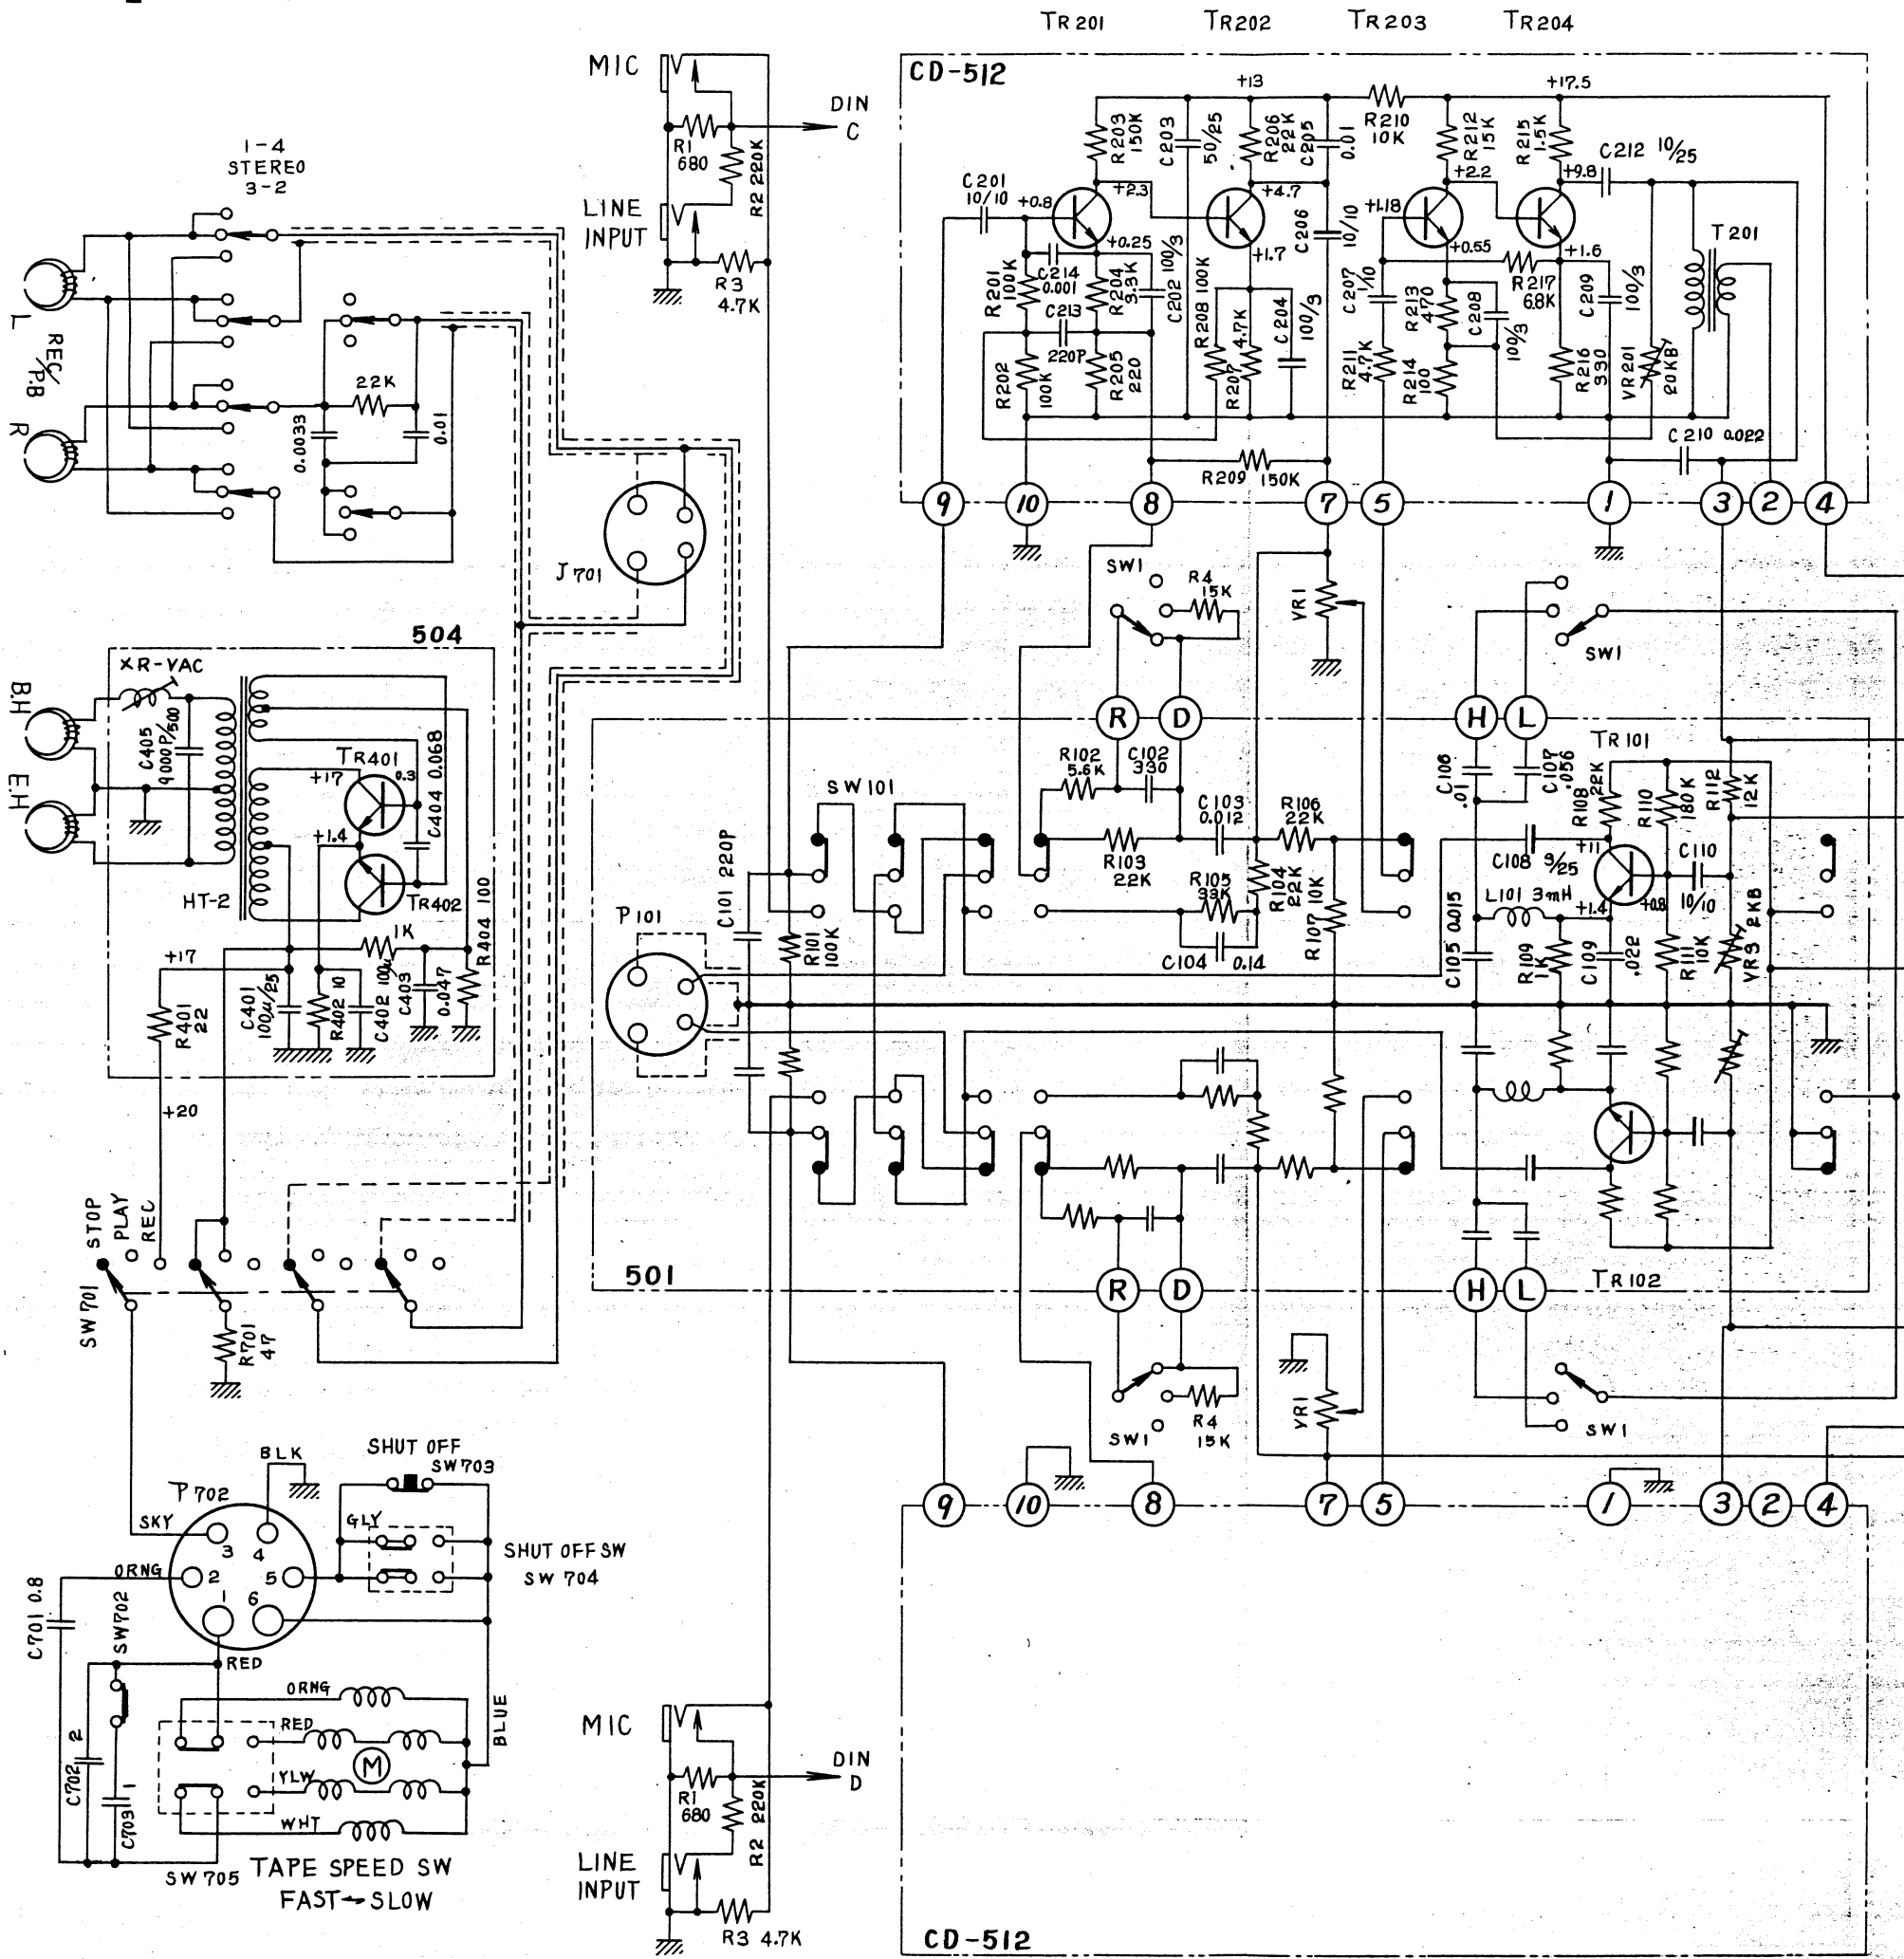 TR201 TR202 TR203 TR204
CD-512
MIC
DIN
C
R1
680
R2 220K
LINE
INPUT
R3
4.7K
1-4
STEREO
3-2
L
REC/P.B
R
22K
0.0033
0.01
J701
C201
10/10
+0.8
R203
150K
C203
50/25
+13
R206
22K
C205
0.01
R210
10K
R212
15K
+17.5
R215
1.5K
C212 10/25
+2.3
+4.7
+2.2
+9.8
+0.25
+1.7
C206
10/10
+1.18
+0.55
+1.6
T201
R201
100K
C214
0.001
R204
3.3K
C202 100/3
R208 100K
C213
220P
R202
100K
R205
220
R207
4.7K
C204
100/3
C207
1/10
R211
4.7K
R213
470
R214
100
C208
100/3
R217
6.8K
C209
100/3
R216
330
VR201
20KB
C210 0.022
R209 150K
9 10 8 7 5 1 3 2 4
SW1
R4
15K
VR1
SW1
504
XR-VAC
B.H
E.H
C405
9000P/500
TR401
+17
0.3
C404 0.068
+1.4
TR402
HT-2
1K
R404 100
+17
R401
22
C401
100μ/25
R402 10
C402 100μ
C403
0.047
+20
R D H L
R102
5.6K
C102
330
C106
.01
C107
.056
TR101
SW101
C101 220P
R101
100K
P101
R103
22K
C103
0.012
R106
22K
R105
33K
R104
22K
R107 10K
C104 0.14
C108 3/25
R108
22K
R110
180K
R112
12K
+11
C110
10/10
L101 3mH
+1.4
+0.8
C105 0.015
R109
1K
C109
.022
R111
10K
VR3 2KB
501
R D H L
TR102
STOP
PLAY
REC
SW701
R701
47
SW1
R4
15K
VR1
SW1
9 10 8 7 5 1 3 2 4
SHUT OFF
SW703
BLK
P702
SKY
GLY
3
4
ORNG
2
5
1
6
SHUT OFF SW
SW 704
C701 0.8
SW702
RED
ORNG
RED
M
YLW
WHT
BLUE
C702 2
C703 1
SW705
TAPE SPEED SW
FAST↔SLOW
MIC
DIN
D
R1
680
R2 220K
LINE
INPUT
R3 4.7K
CD-512